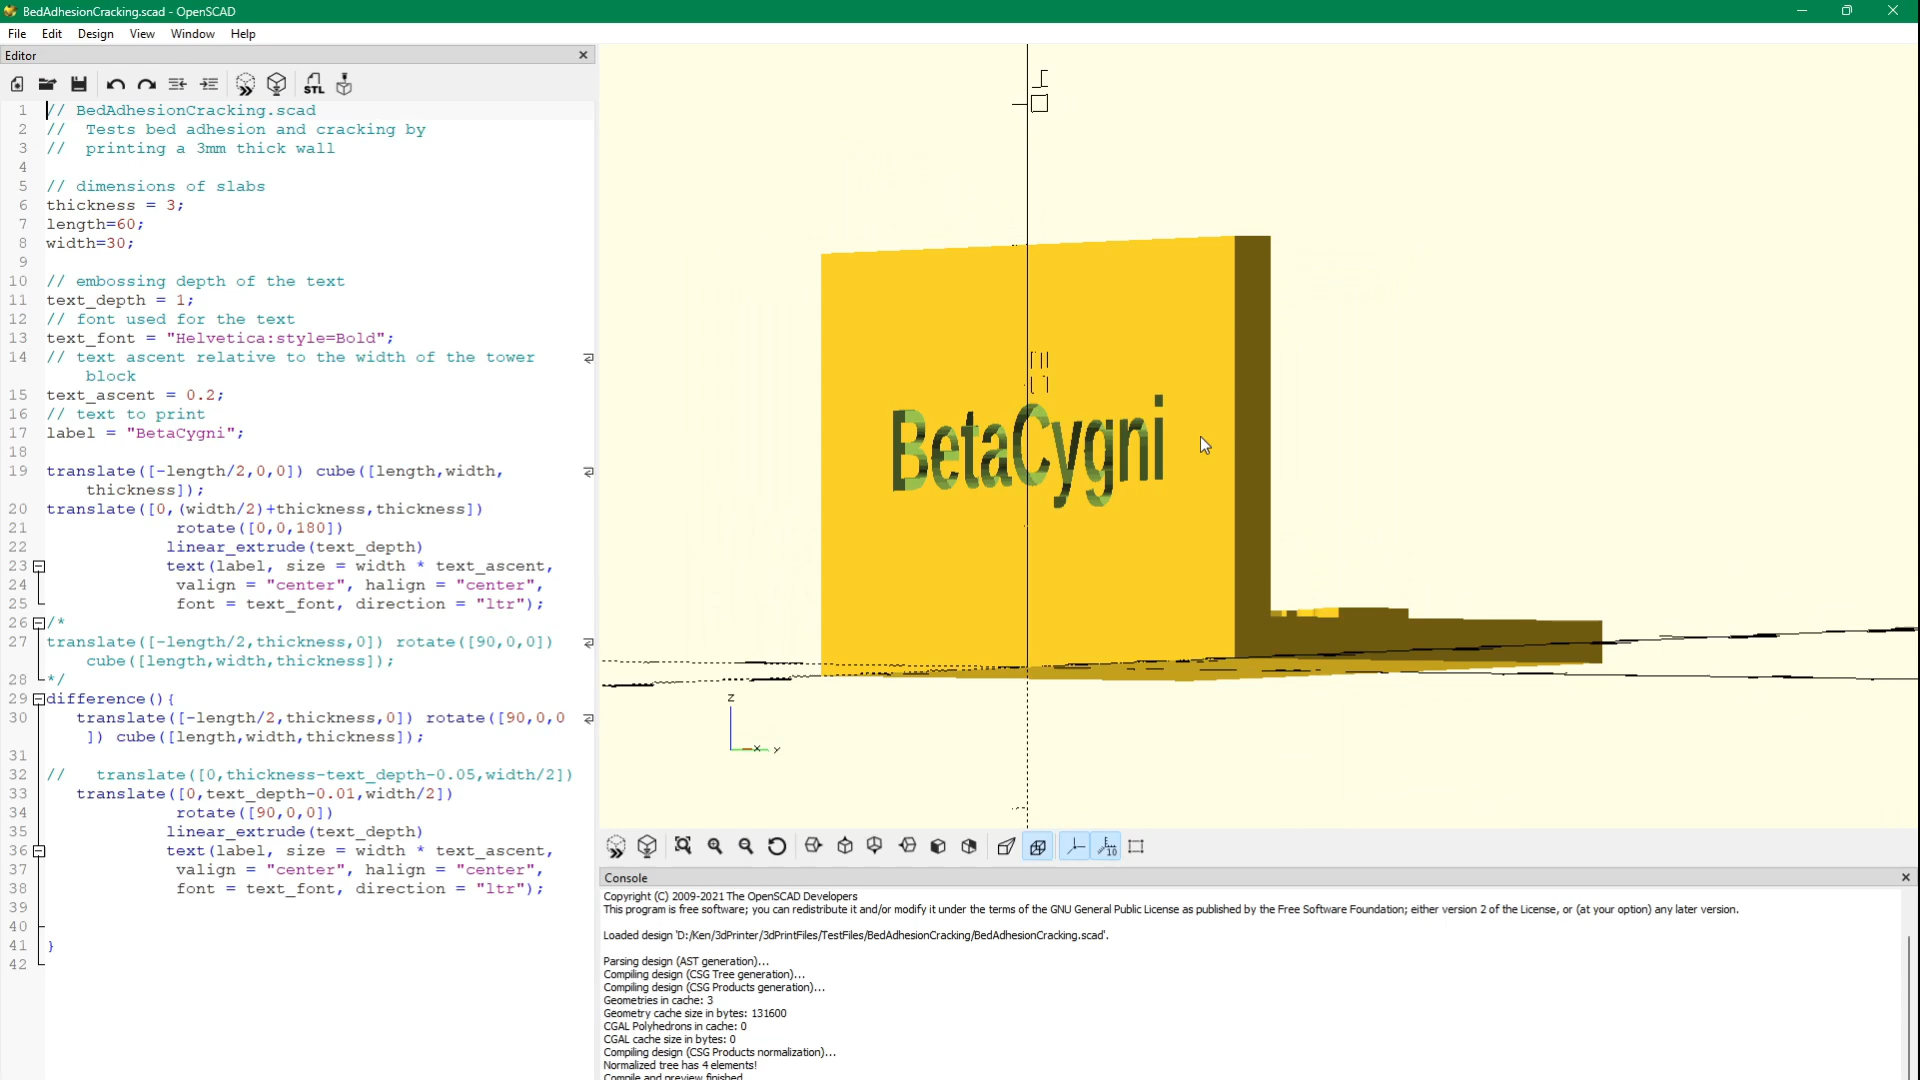 BedAdhesionCracking.scad - OpenSCAD
File Edit Design View Window Help
Editor
STL
1 // BedAdhesionCracking.scad
2 //  Tests bed adhesion and cracking by
3 //  printing a 3mm thick wall
4
5 // dimensions of slabs
6 thickness = 3;
7 length=60;
8 width=30;
9
10 // embossing depth of the text
11 text_depth = 1;
12 // font used for the text
13 text_font = "Helvetica:style=Bold";
14 // text ascent relative to the width of the tower
block
15 text_ascent = 0.2;
16 // text to print
17 label = "BetaCygni";
18
19 translate([-length/2,0,0]) cube([length,width,
thickness]);
20 translate([0,(width/2)+thickness,thickness])
21 rotate([0,0,180])
22 linear_extrude(text_depth)
23 text(label, size = width * text_ascent,
24 valign = "center", halign = "center",
25 font = text_font, direction = "ltr");
26 /*
27 translate([-length/2,thickness,0]) rotate([90,0,0])
cube([length,width,thickness]);
28 */
29 difference(){
30 translate([-length/2,thickness,0]) rotate([90,0,0
]) cube([length,width,thickness]);
31
32 //   translate([0,thickness-text_depth-0.05,width/2])
33 translate([0,text_depth-0.01,width/2])
34 rotate([90,0,0])
35 linear_extrude(text_depth)
36 text(label, size = width * text_ascent,
37 valign = "center", halign = "center",
38 font = text_font, direction = "ltr");
39
40
41 }
42
BetaCygni
z
x y
10
Console
Copyright (C) 2009-2021 The OpenSCAD Developers
This program is free software; you can redistribute it and/or modify it under the terms of the GNU General Public License as published by the Free Software Foundation; either version 2 of the License, or (at your option) any later version.
Loaded design 'D:/Ken/3dPrinter/3dPrintFiles/TestFiles/BedAdhesionCracking/BedAdhesionCracking.scad'.
Parsing design (AST generation)...
Compiling design (CSG Tree generation)...
Compiling design (CSG Products generation)...
Geometries in cache: 3
Geometry cache size in bytes: 131600
CGAL Polyhedrons in cache: 0
CGAL cache size in bytes: 0
Compiling design (CSG Products normalization)...
Normalized tree has 4 elements!
Compile and preview finished.